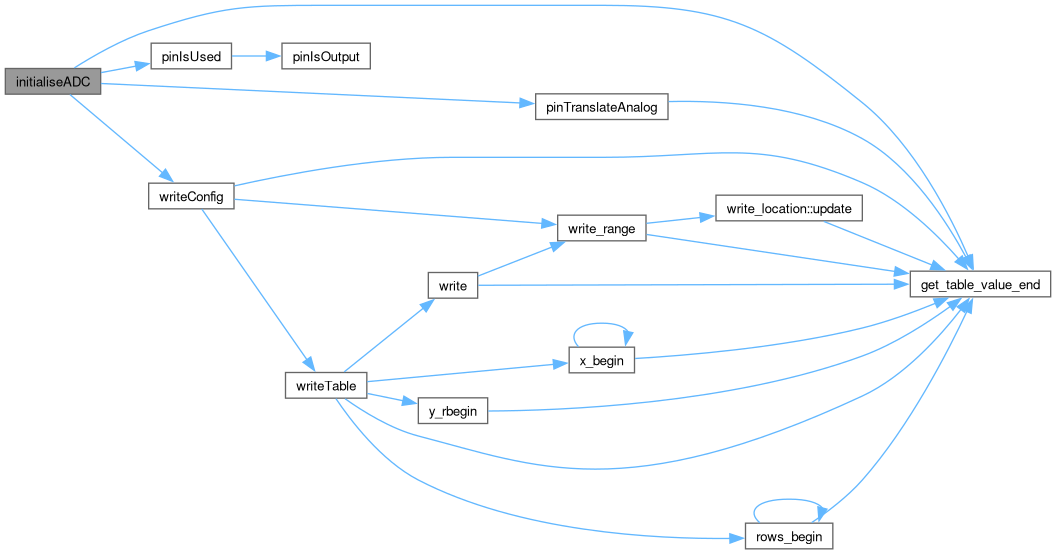 initialiseADC
pinIsUsed
pinIsOutput
pinTranslateAnalog
writeConfig
write_location::update
write_range
write
get_table_value_end
x_begin
writeTable
y_rbegin
rows_begin